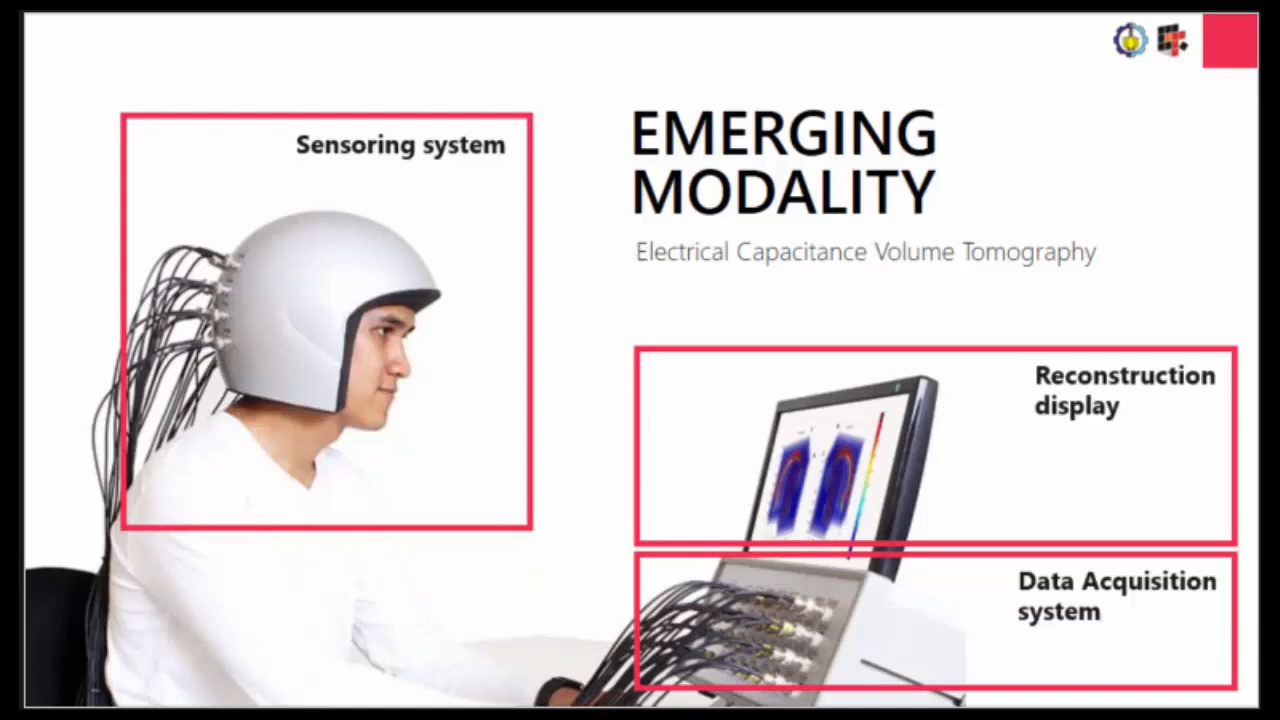 Sensoring system
EMERGING
MODALITY
Electrical Capacitance Volume Tomography
Reconstruction
display
Data Acquisition
system